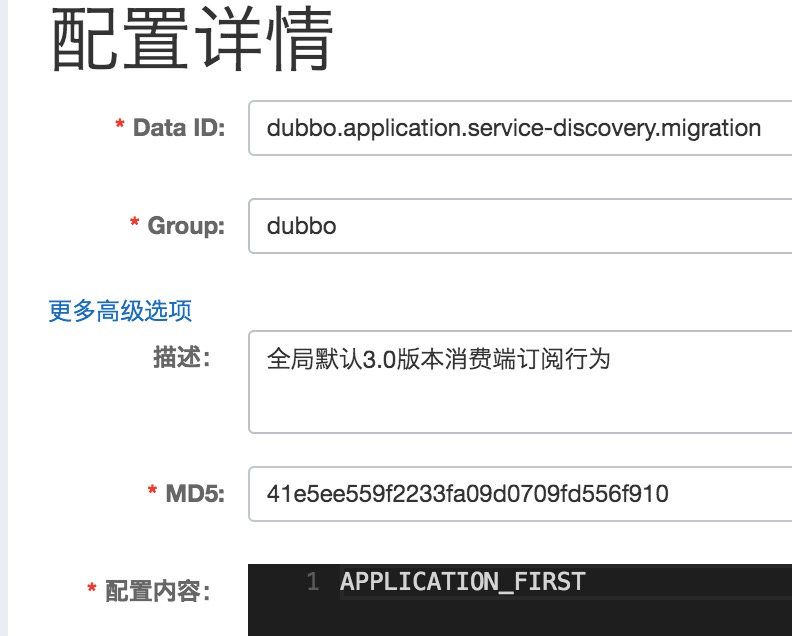 配置详情
* Data ID: dubbo.application.service-discovery.migration
* Group: dubbo
更多高级选项
描述： 全局默认3.0版本消费端订阅行为
* MD5: 41e5ee559f2233fa09d0709fd556f910
* 配置内容： 1 APPLICATION_FIRST